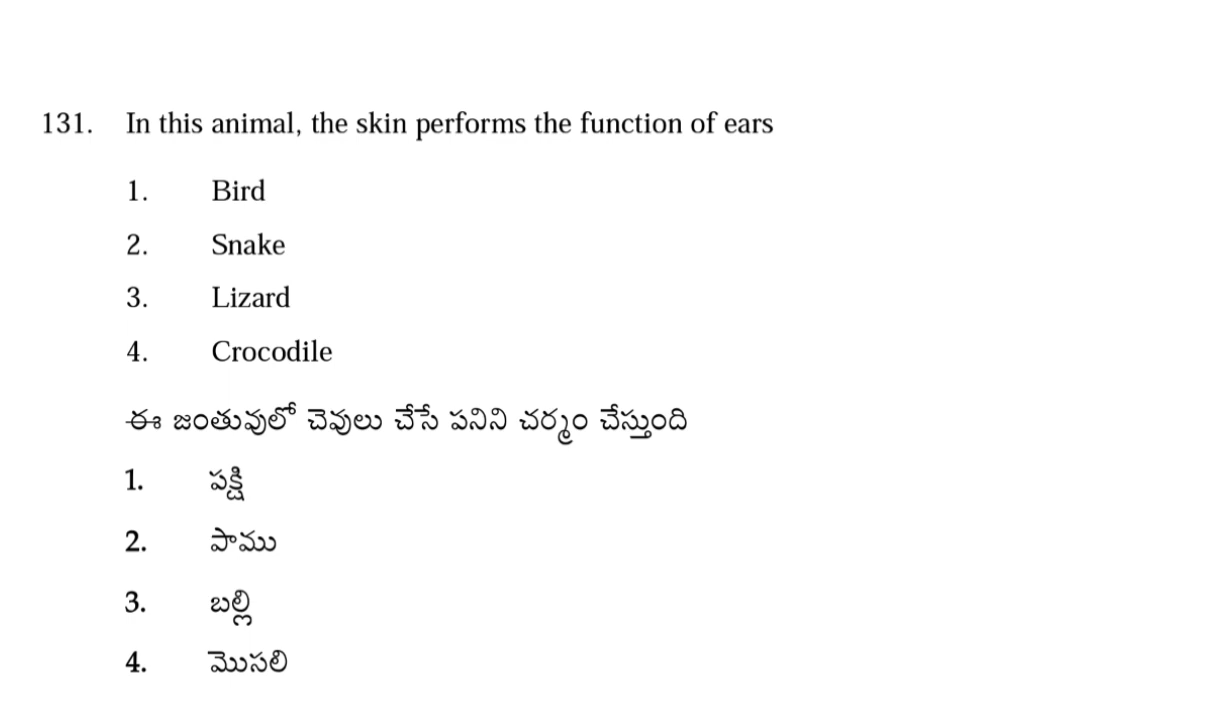 131. In this animal, the skin performs the function of ears
1. Bird
2. Snake
3. Lizard
4. Crocodile
ఈ జంతువులో చెవులు చేసే పనిని చర్మం చేస్తుంది
1. పక్షి
2. పాము
3. బల్లి
4. మొసలి